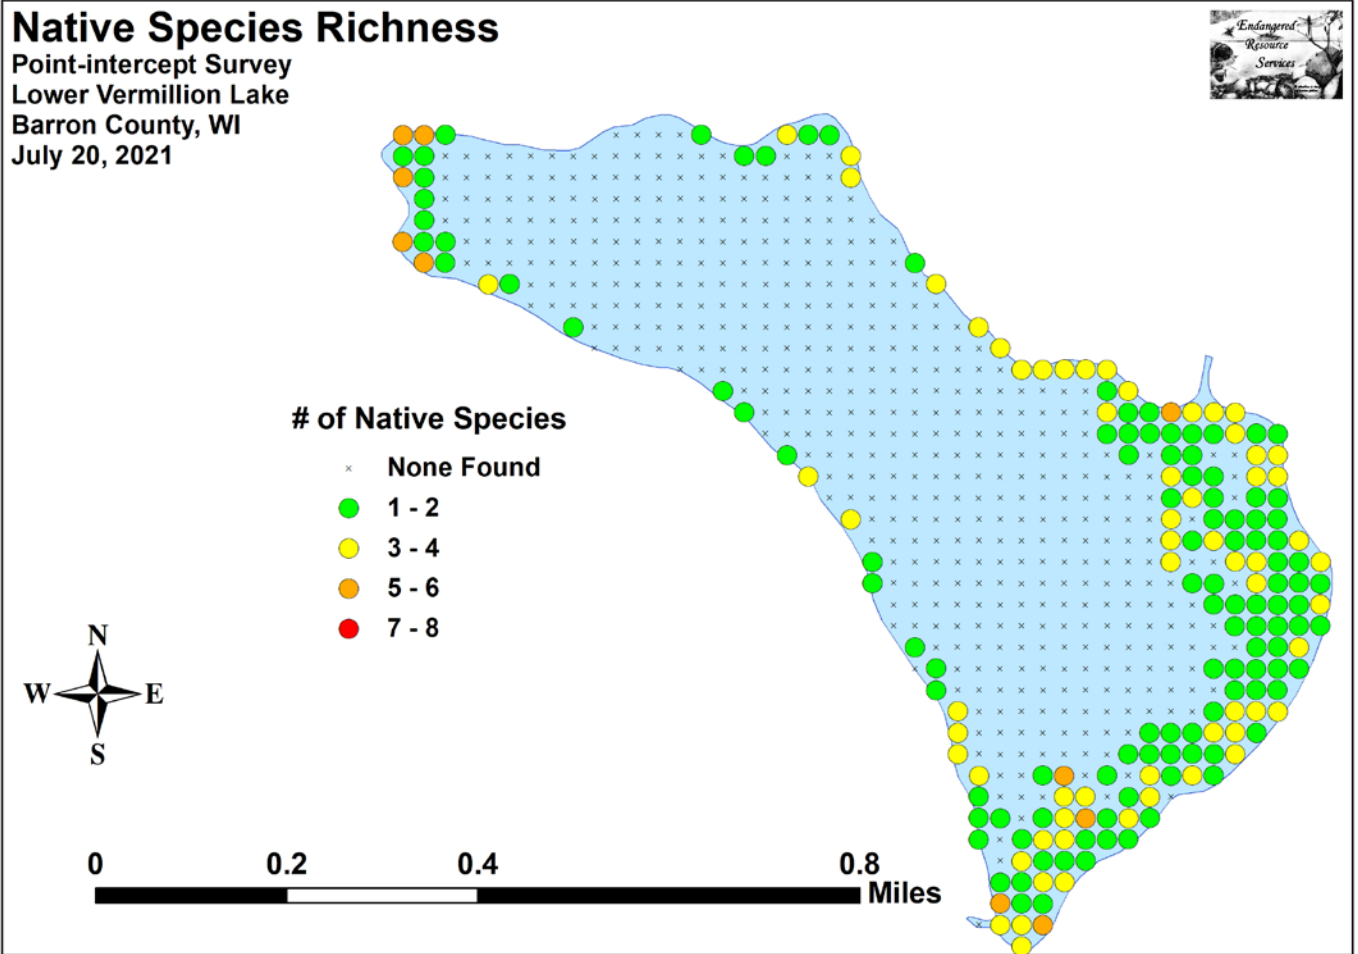 Native Species Richness
Point-intercept Survey
Lower Vermillion Lake
Barron County, WI
July 20, 2021
Endangered
Resource
Services
# of Native Species
None Found
1 - 2
3 - 4
5 - 6
7 - 8
N
W E
S
0 0.2 0.4 0.8
Miles